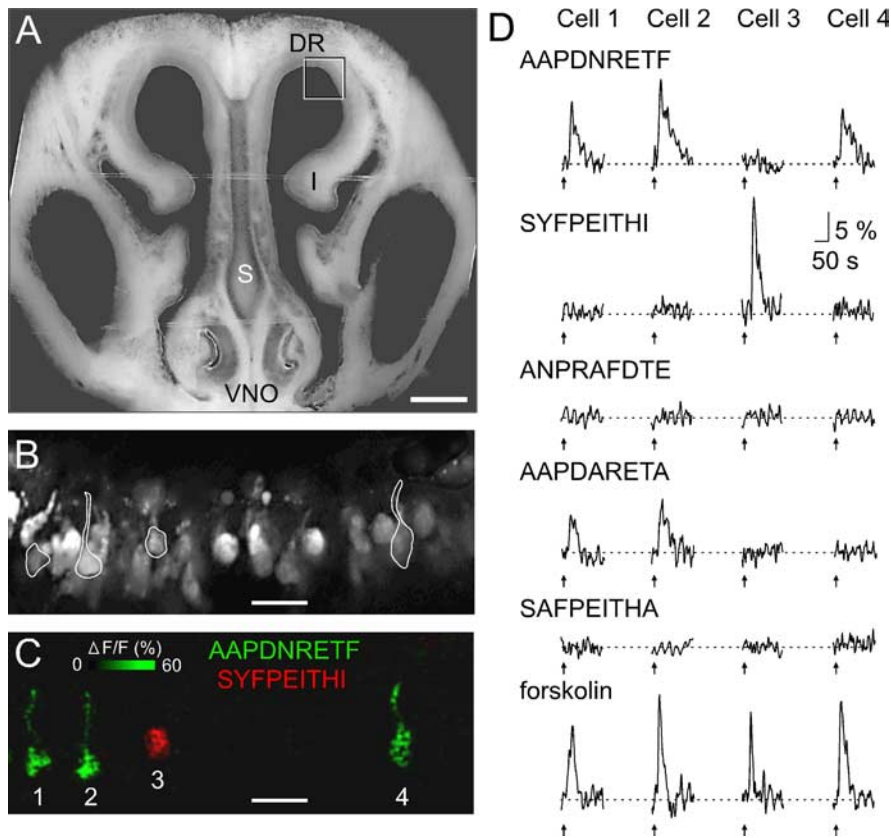 A
DR
I
S
VNO
B
C
ΔF/F (%)
0 60
AAPDNRETF
SYFPEITHI
1 2 3 4
D
Cell 1 Cell 2 Cell 3 Cell 4
AAPDNRETF
SYFPEITHI
5 %
50 s
ANPRAFDTE
AAPDARETA
SAFPEITHA
forskolin